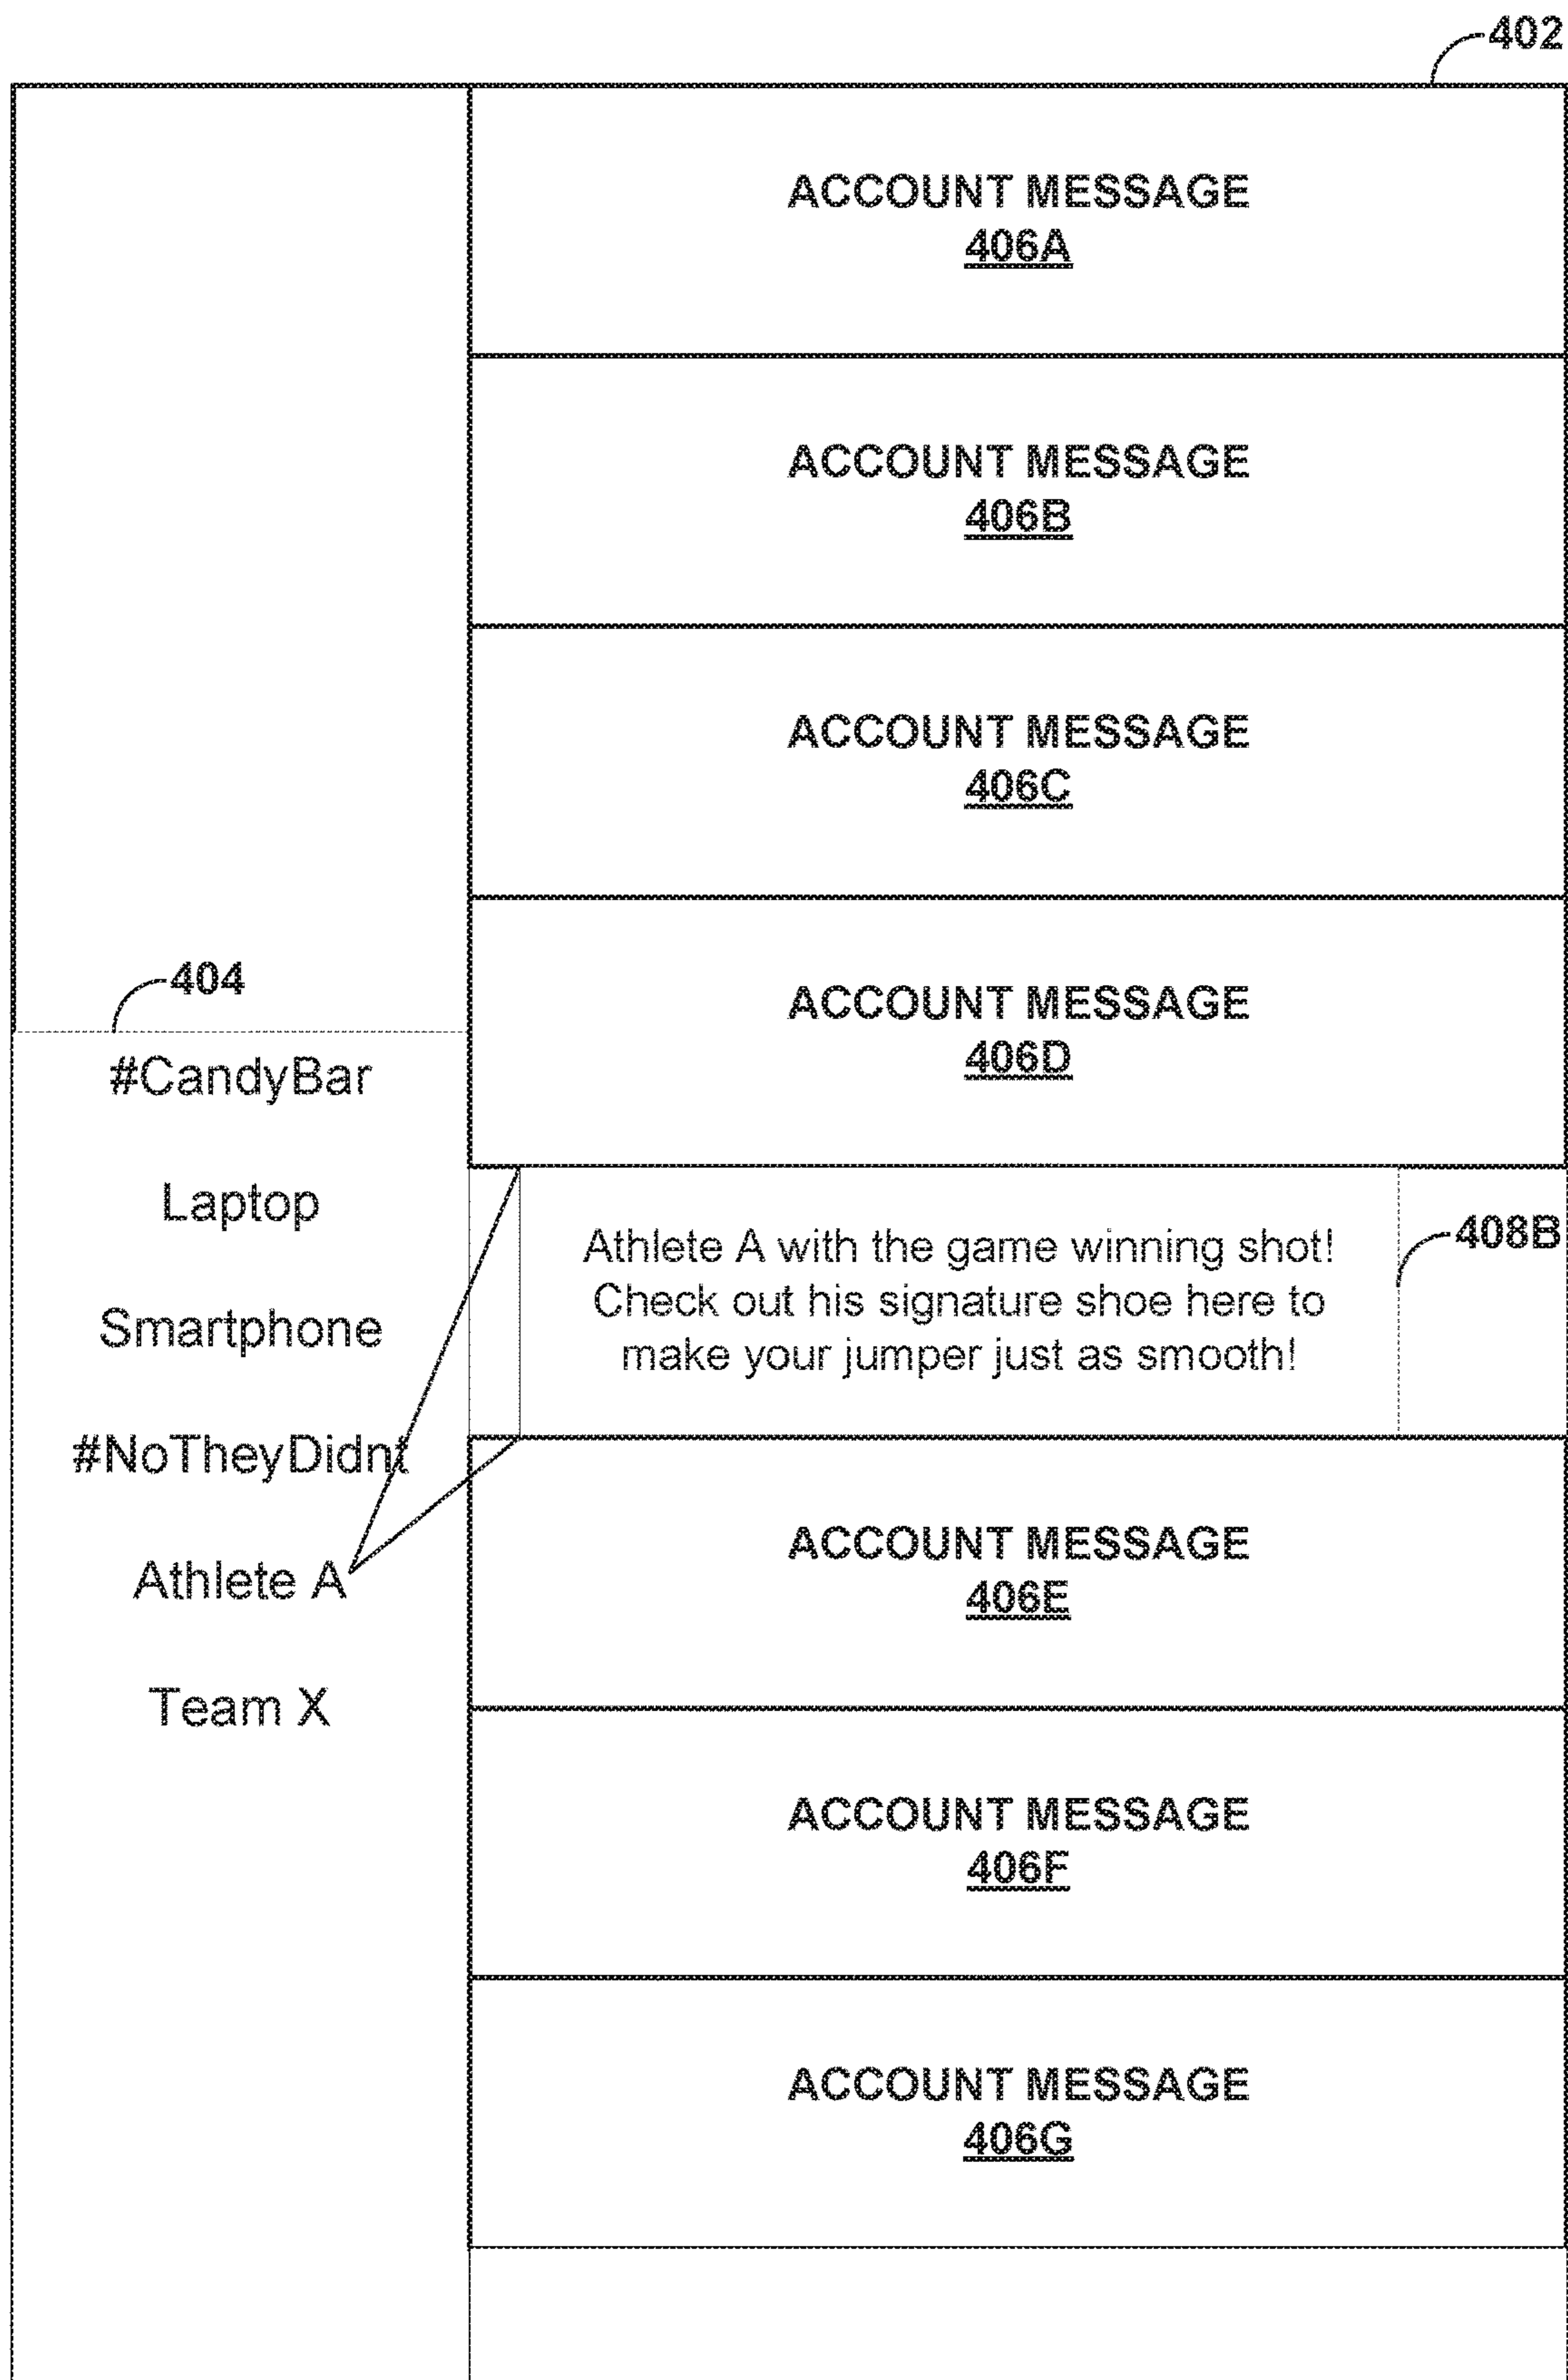 402
ACCOUNT MESSAGE
406A
ACCOUNT MESSAGE
406B
ACCOUNT MESSAGE
406C
ACCOUNT MESSAGE
406D
404
#CandyBar
Laptop
Smartphone
#NoTheyDidnt
Athlete A
Team X
Athlete A with the game winning shot!
Check out his signature shoe here to
make your jumper just as smooth!
408B
ACCOUNT MESSAGE
406E
ACCOUNT MESSAGE
406F
ACCOUNT MESSAGE
406G